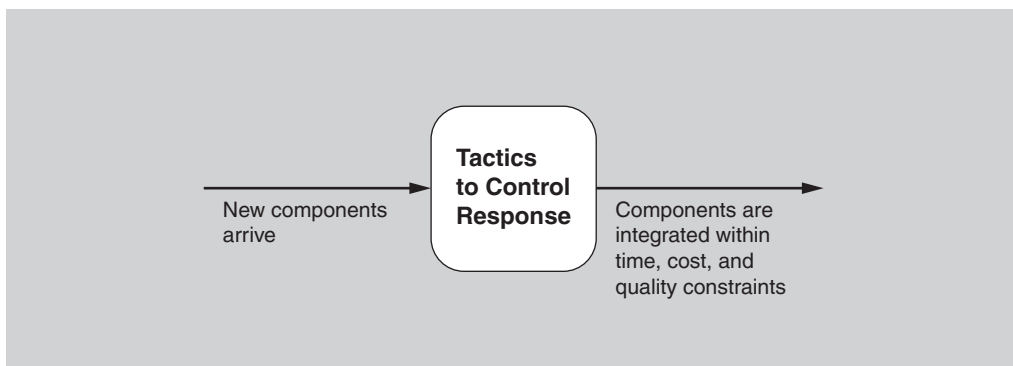 Tactics
to Control
Response
New components
arrive
Components are
integrated within
time, cost, and
quality constraints